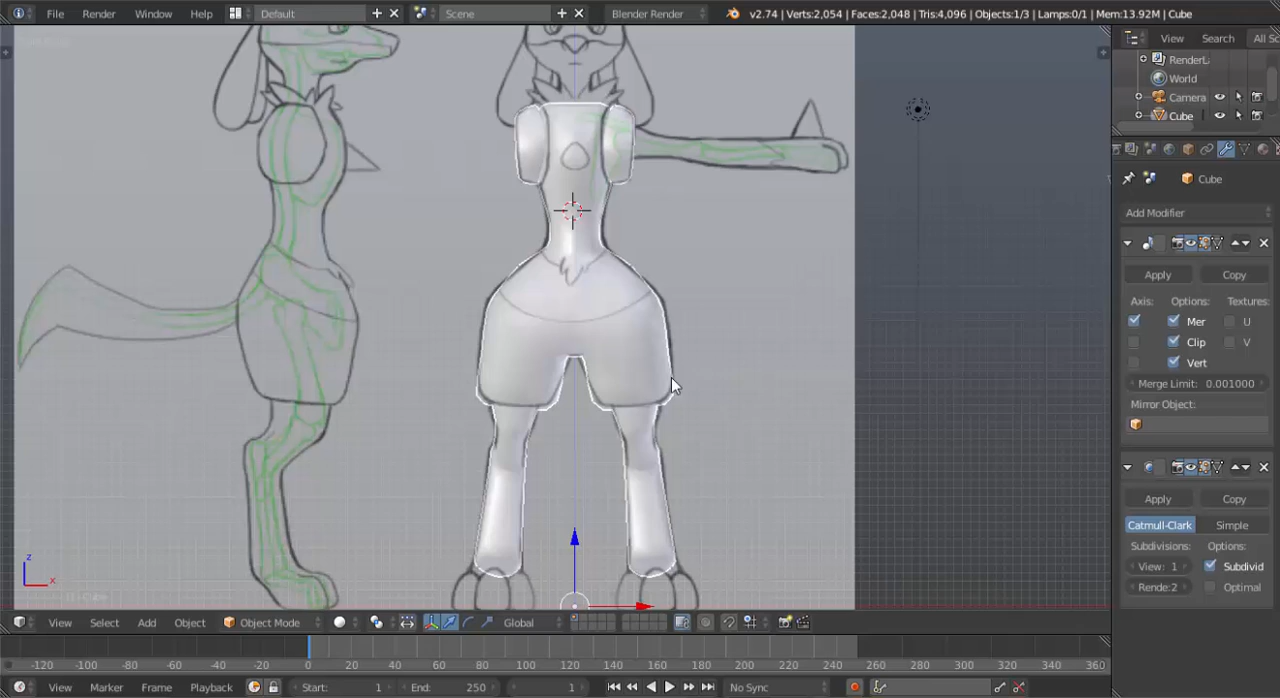 File Render Window Help Default Scene Blender Render v2.74 | Verts:2,054 | Faces:2,048 | Tris:4,096 | Objects:1/3 | Lamps:0/1 | Mem:13.92M | Cube
View Search All Sc
RenderLa
World
Camera
Cube
Cube
Add Modifier
Apply Copy
Axis: Options: Textures:
Mer U
Clip V
Vert
Merge Limit: 0.001000
Mirror Object:
Apply Copy
Catmull-Clark Simple
Subdivisions: Options:
View: 1 Subdivid
Rende:2 Optimal
z
x
View Select Add Object Object Mode Global
-120 -100 -80 -60 -40 -20 0 20 40 60 80 100 120 140 160 180 200 220 240 260 280 300 320 340 360
View Marker Frame Playback Start: 1 End: 250 1 No Sync